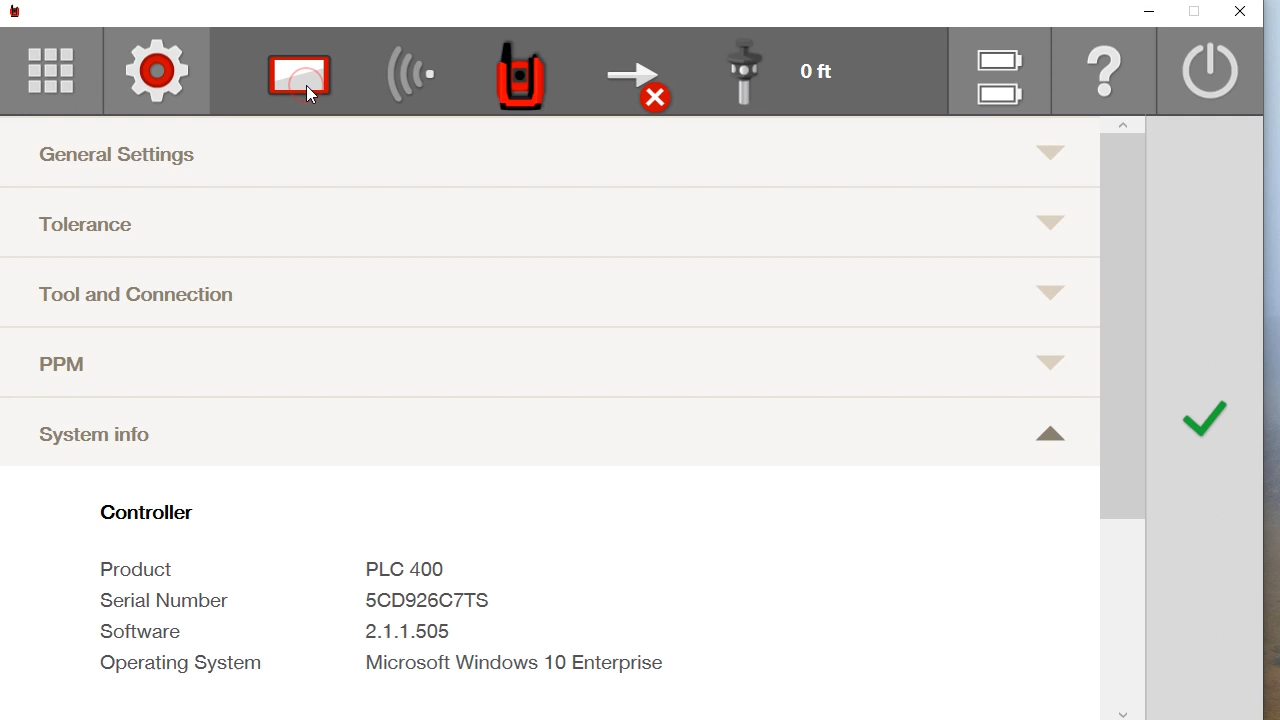 0 ft
General Settings
Tolerance
Tool and Connection
PPM
System info
Controller
Product PLC 400
Serial Number 5CD926C7TS
Software 2.1.1.505
Operating System Microsoft Windows 10 Enterprise